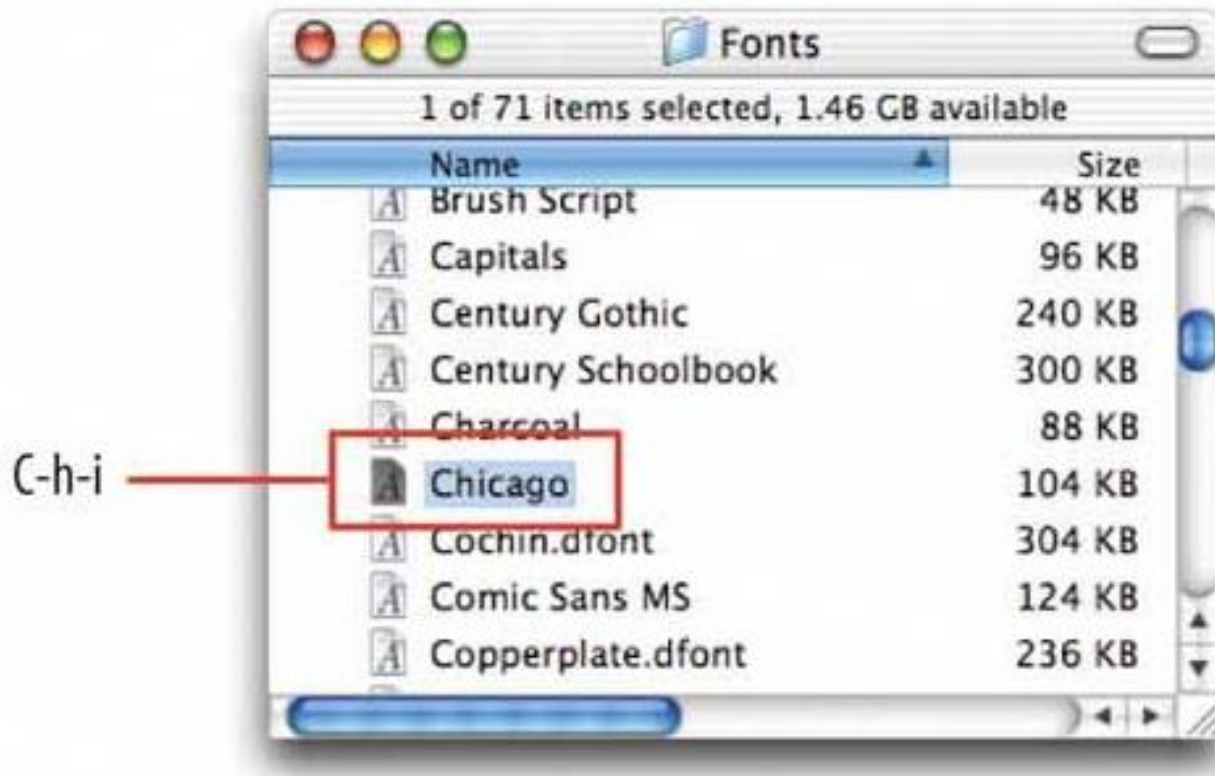 Fonts
1 of 71 items selected, 1.46 GB available
Name Size
Brush Script 48 KB
Capitals 96 KB
Century Gothic 240 KB
Century Schoolbook 300 KB
Charcoal 88 KB
C-h-i Chicago 104 KB
Cochin.dfont 304 KB
Comic Sans MS 124 KB
Copperplate.dfont 236 KB